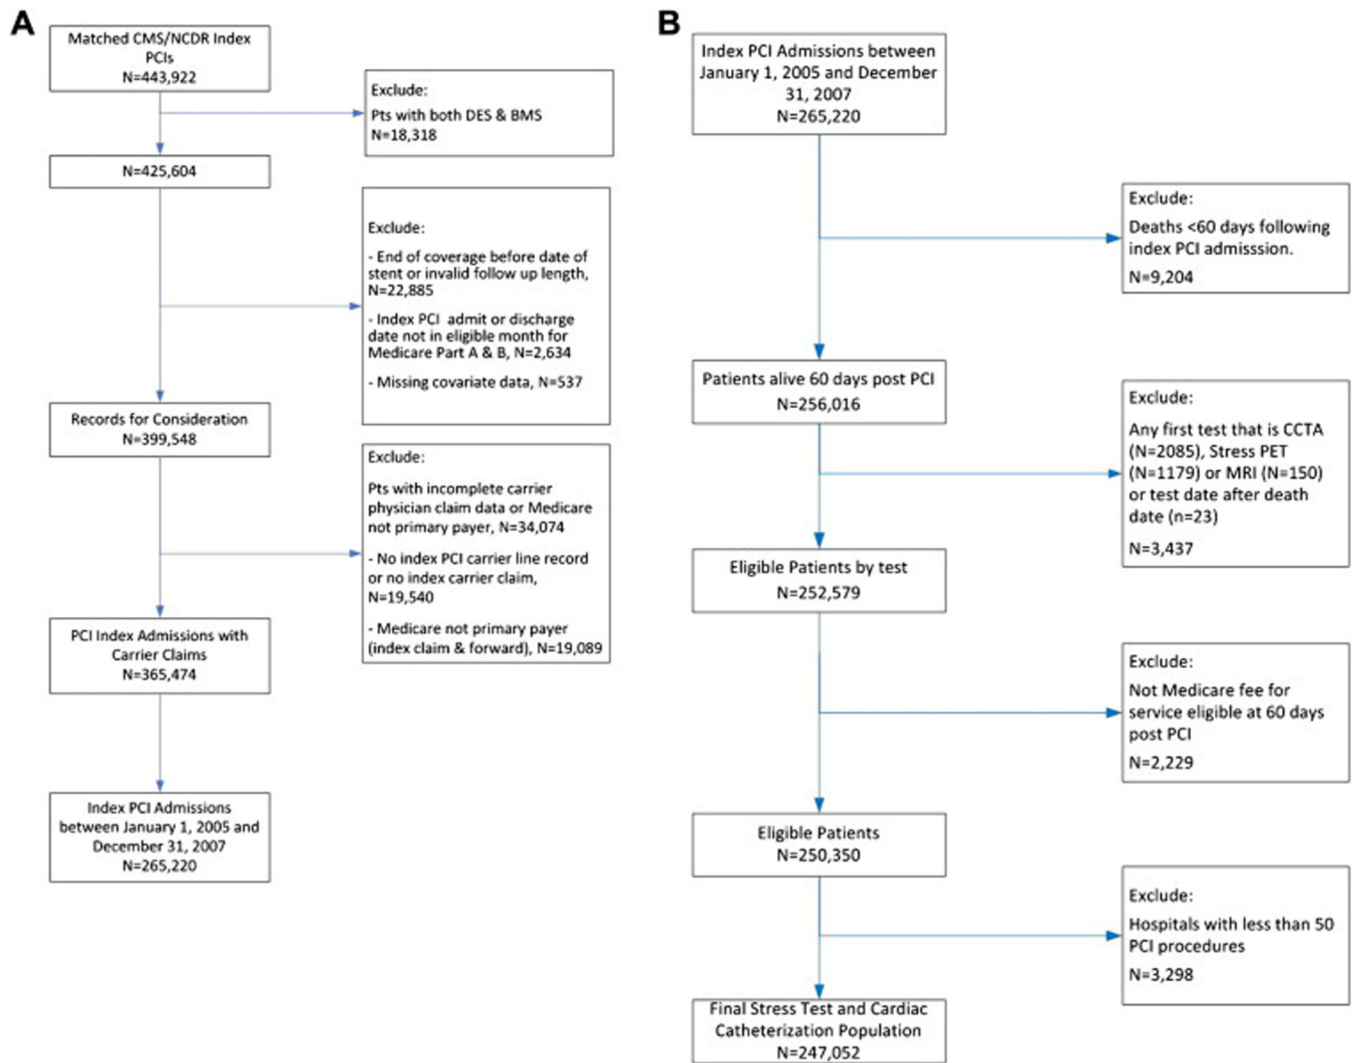 A
Matched CMS/NCDR Index
PCIs
N=443,922
Exclude:
Pts with both DES & BMS
N=18,318
N=425,604
Exclude:
- End of coverage before date of
stent or invalid follow up length,
N=22,885
- Index PCI admit or discharge
date not in eligible month for
Medicare Part A & B, N=2,634
- Missing covariate data, N=537
Records for Consideration
N=399,548
Exclude:
Pts with incomplete carrier
physician claim data or Medicare
not primary payer, N=34,074
- No index PCI carrier line record
or no index carrier claim,
N=19,540
- Medicare not primary payer
(index claim & forward), N=19,089
PCI Index Admissions with
Carrier Claims
N=365,474
Index PCI Admissions
between January 1, 2005 and
December 31, 2007
N=265,220
B
Index PCI Admissions between
January 1, 2005 and December
31, 2007
N=265,220
Exclude:
Deaths <60 days following
index PCI admisssion.
N=9,204
Patients alive 60 days post PCI
N=256,016
Exclude:
Any first test that is CCTA
(N=2085), Stress PET
(N=1179) or MRI (N=150)
or test date after death
date (n=23)
N=3,437
Eligible Patients by test
N=252,579
Exclude:
Not Medicare fee for
service eligible at 60 days
post PCI
N=2,229
Eligible Patients
N=250,350
Exclude:
Hospitals with less than 50
PCI procedures
N=3,298
Final Stress Test and Cardiac
Catheterization Population
N=247,052